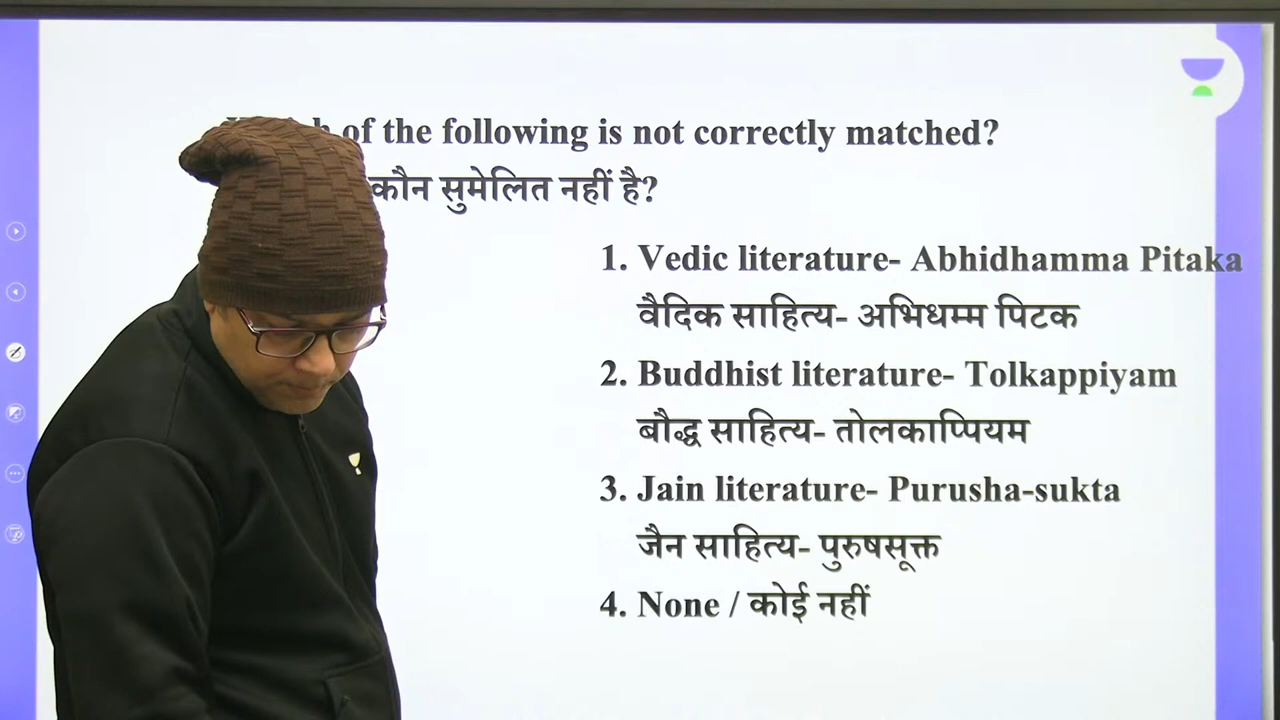 of the following is not correctly matched?
कौन सुमेलित नहीं है?
1. Vedic literature- Abhidhamma Pitaka
वैदिक साहित्य- अभिधम्म पिटक
2. Buddhist literature- Tolkappiyam
बौद्ध साहित्य- तोलकाप्पियम
3. Jain literature- Purusha-sukta
जैन साहित्य- पुरुषसूक्त
4. None / कोई नहीं